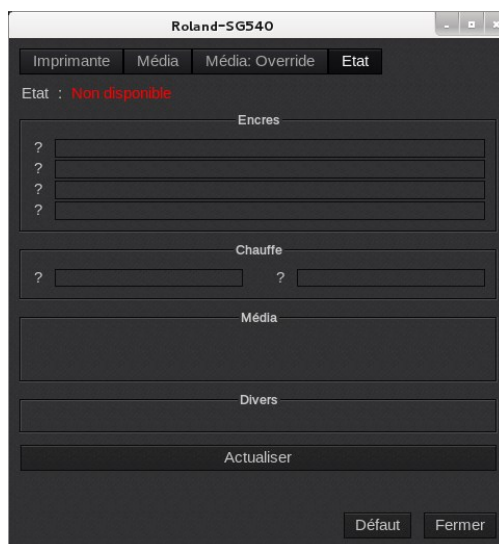 Roland-SG540
Imprimante Média Média: Override Etat
Etat : Non disponible
Encres
?
?
?
?
Chauffe
? ?
Média
Divers
Actualiser
Défaut Fermer